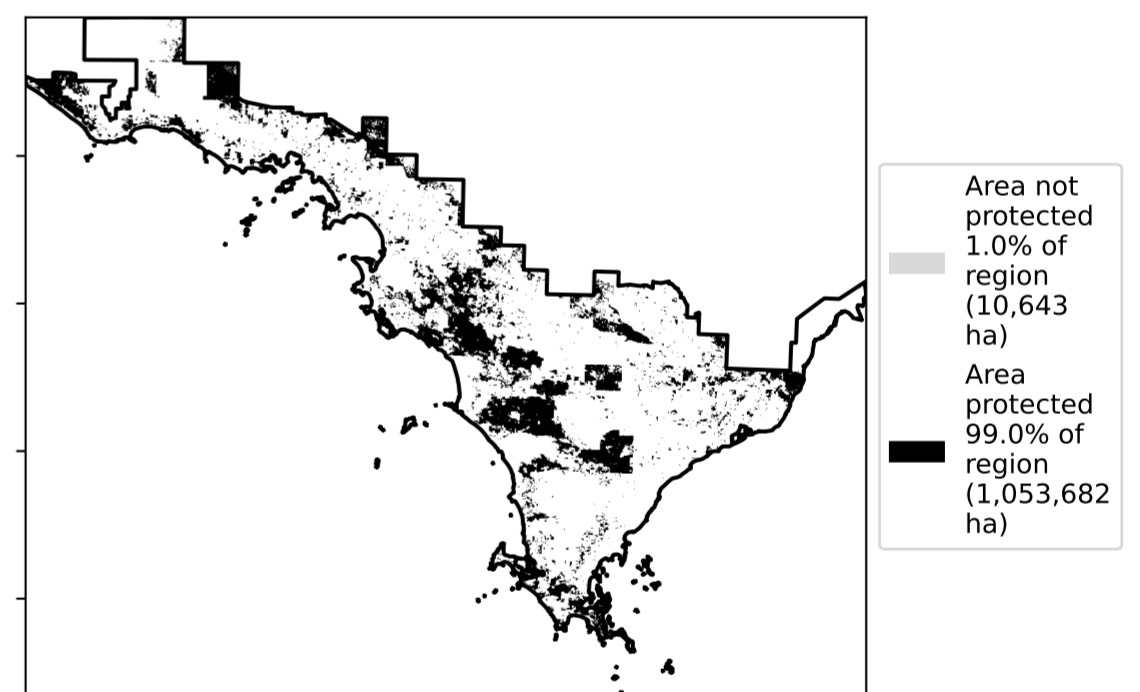 Area not
protected
1.0% of
region
(10,643
ha)
Area
protected
99.0% of
region
(1,053,682
ha)